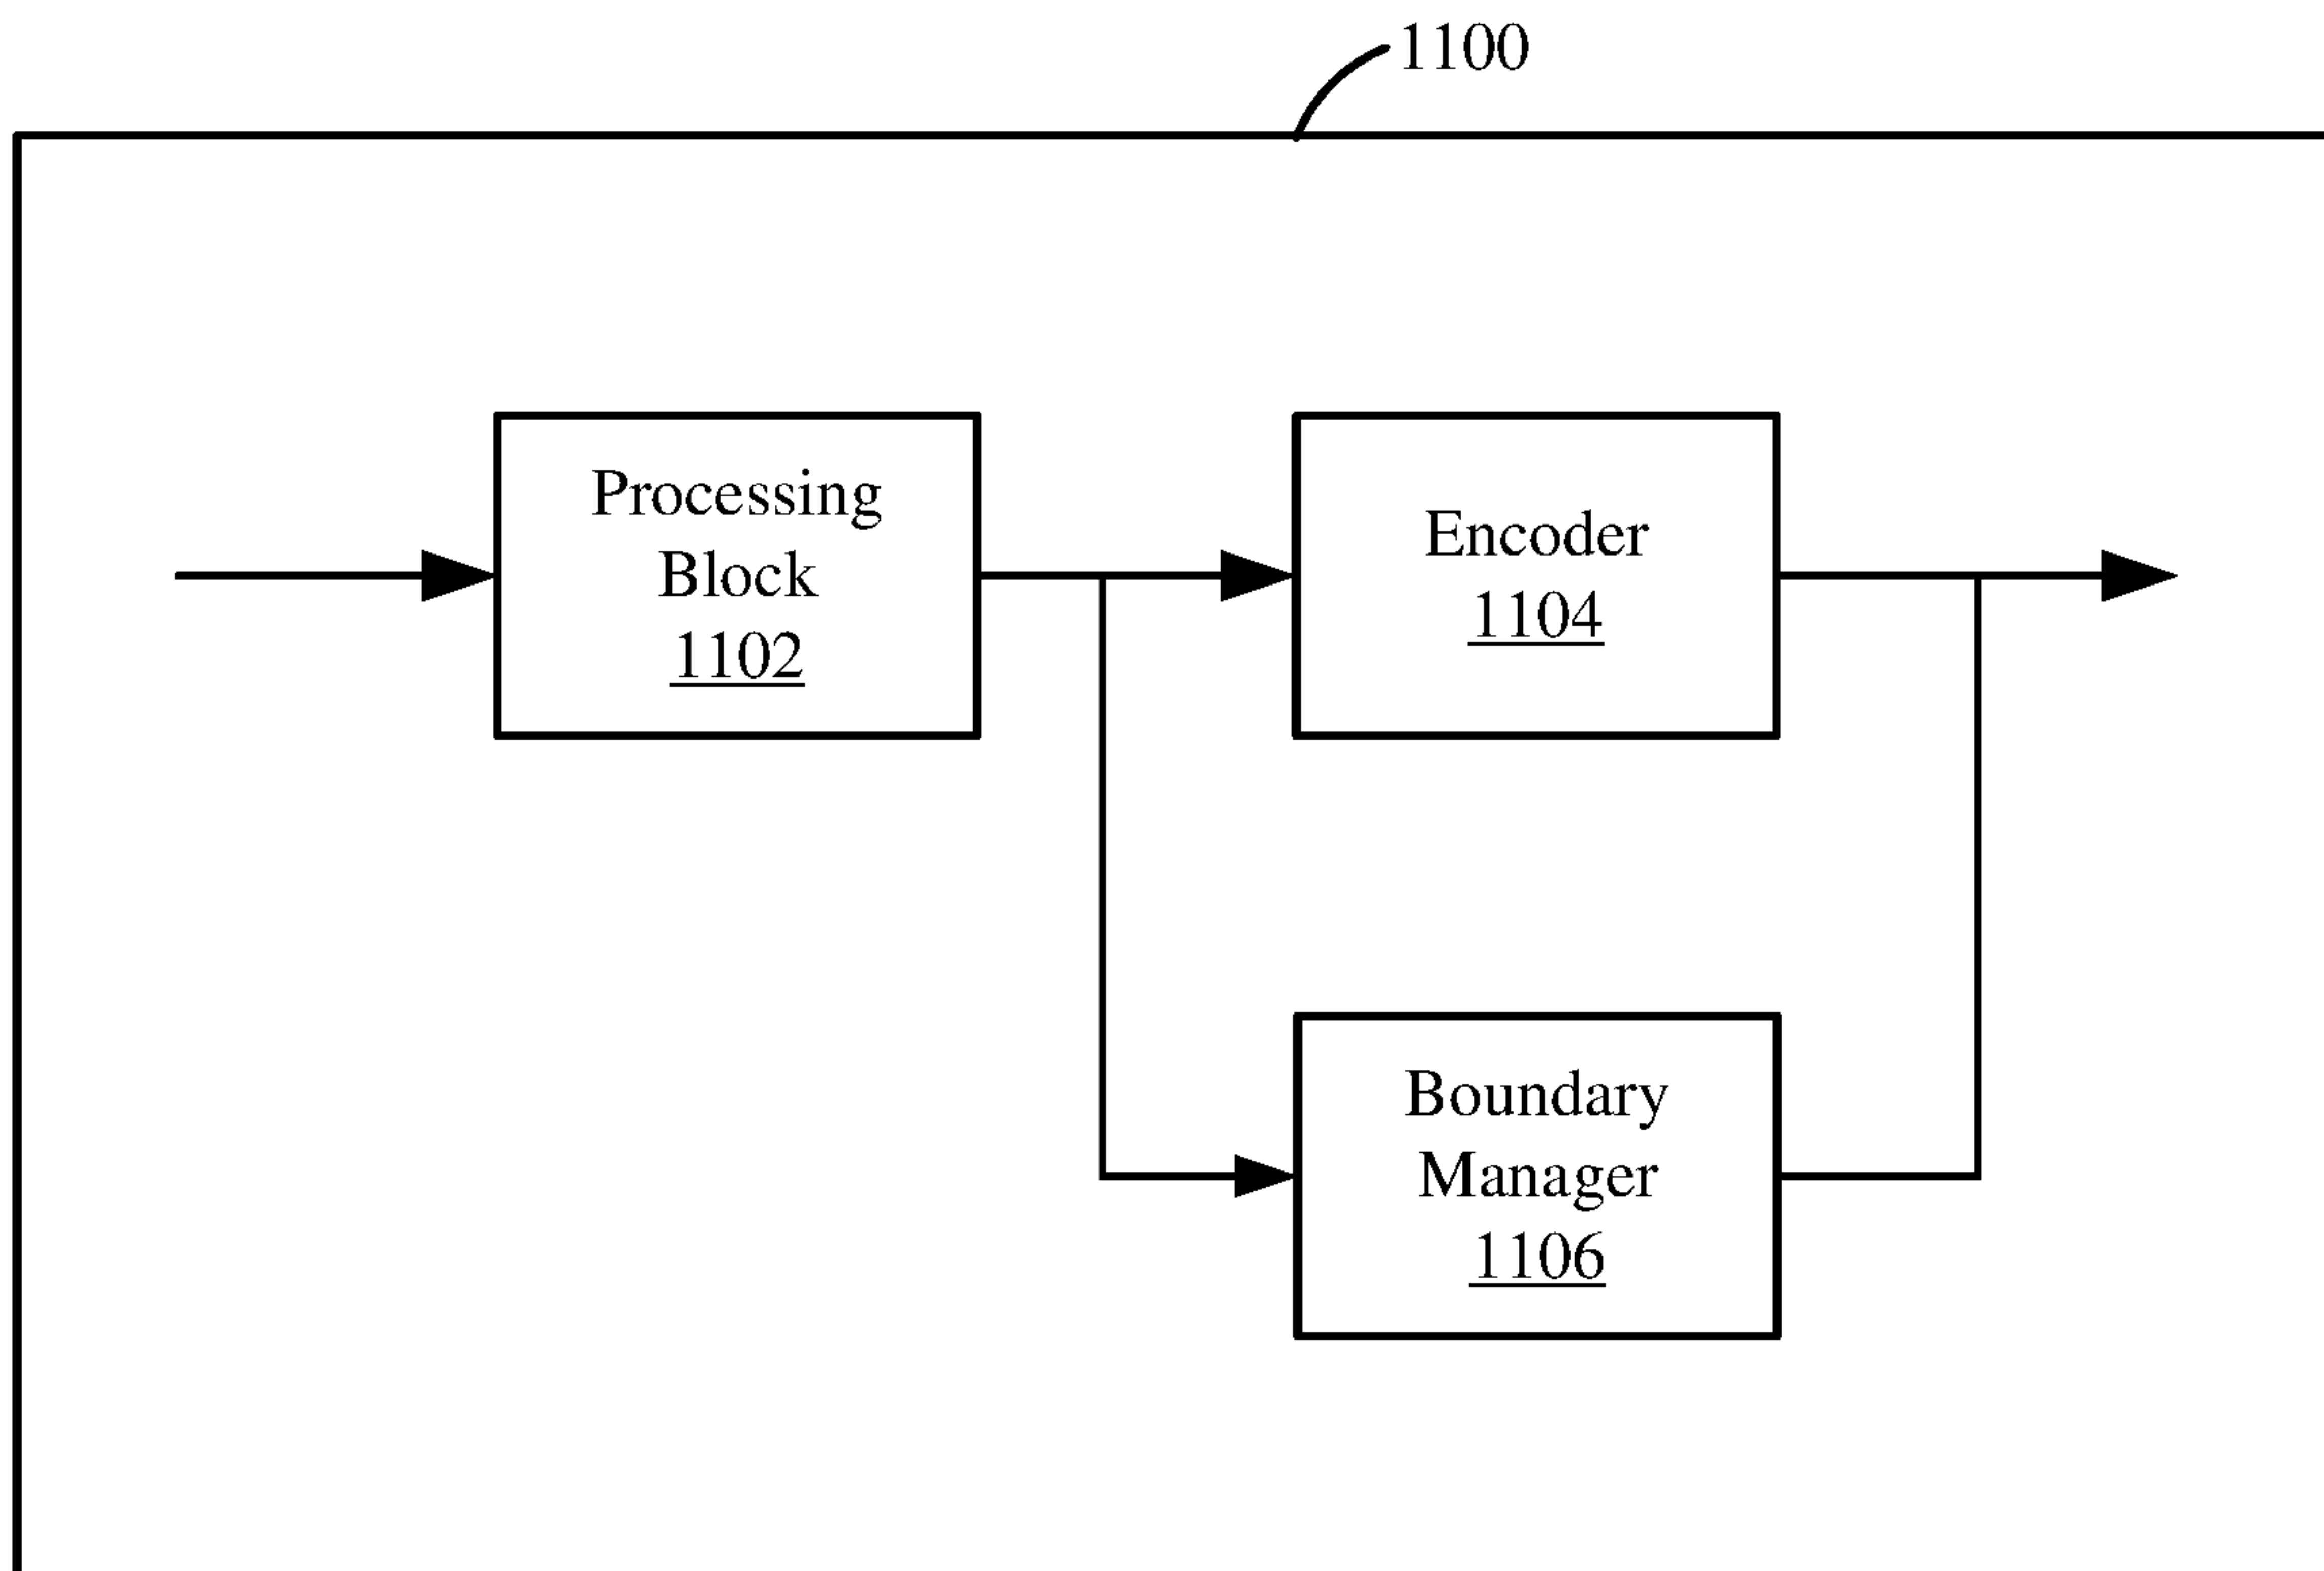 1100
Processing
Block
1102
Encoder
1104
Boundary
Manager
1106